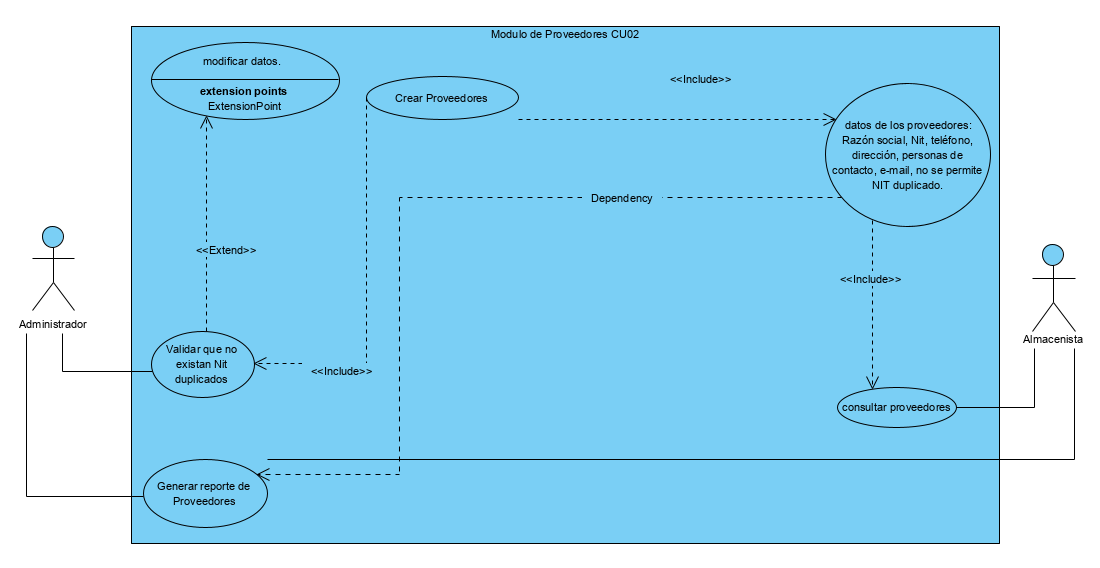 Modulo de Proveedores CU02
modificar datos.
extension points
ExtensionPoint
Crear Proveedores
<<Include>>
datos de los proveedores:
Razón social, Nit, teléfono,
dirección, personas de
contacto, e-mail, no se permite
NIT duplicado.
Dependency
<<Extend>>
<<Include>>
Administrador
Almacenista
Validar que no
existan Nit
duplicados
<<Include>>
consultar proveedores
Generar reporte de
Proveedores